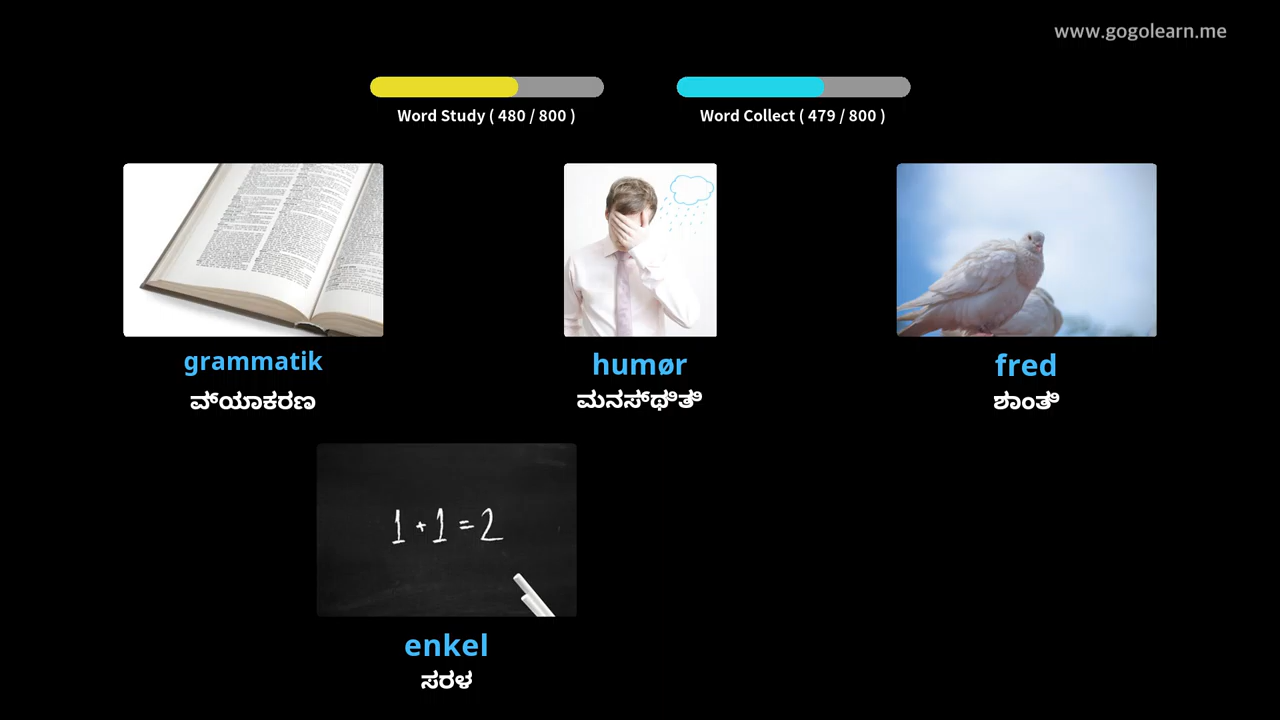 www.gogolearn.me
Word Study ( 480 / 800 )
Word Collect ( 479 / 800 )
grammatik
ವ್ಯಾಕರಣ
humør
ಮನಸ್ಥಿತಿ
fred
ಶಾಂತಿ
1 + 1 = 2
enkel
ಸರಳ